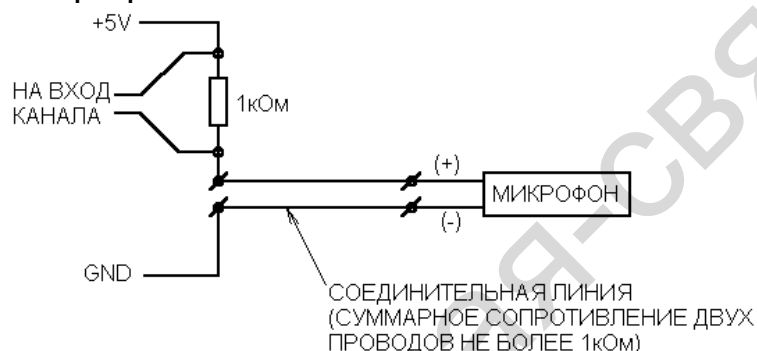 +5V
НА ВХОД
КАНАЛА
1кОм
(+)
МИКРОФОН
(-)
GND
СОЕДИНИТЕЛЬНАЯ ЛИНИЯ
(СУММАРНОЕ СОПРОТИВЛЕНИЕ ДВУХ
ПРОВОДОВ НЕ БОЛЕЕ 1кОм)